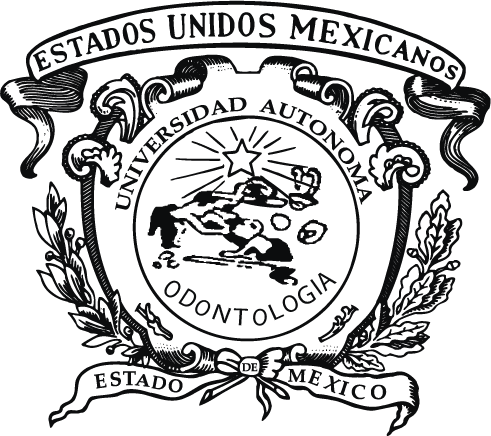 ESTADOS UNIDOS MEXICANOS
UNIVERSIDAD AUTONOMA
ODONTOLOGIA
ESTADO DE MEXICO